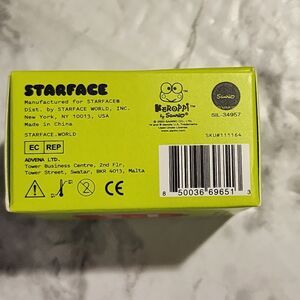 STARFACE
Manufactured for STARFACE®
Dist. by STARFACE WORLD, INC.
New York, NY 10013, USA
Made in China
STARFACE.WORLD
EC REP
ADVENA LTD.
Tower Business Centre, 2nd Flr,
Tower Street, Swatar, BKR 4013, Malta
KEROPPI™
by Sanrio®
Sanrio
SIL-34957
SKU#111164
8 50036 69651 3